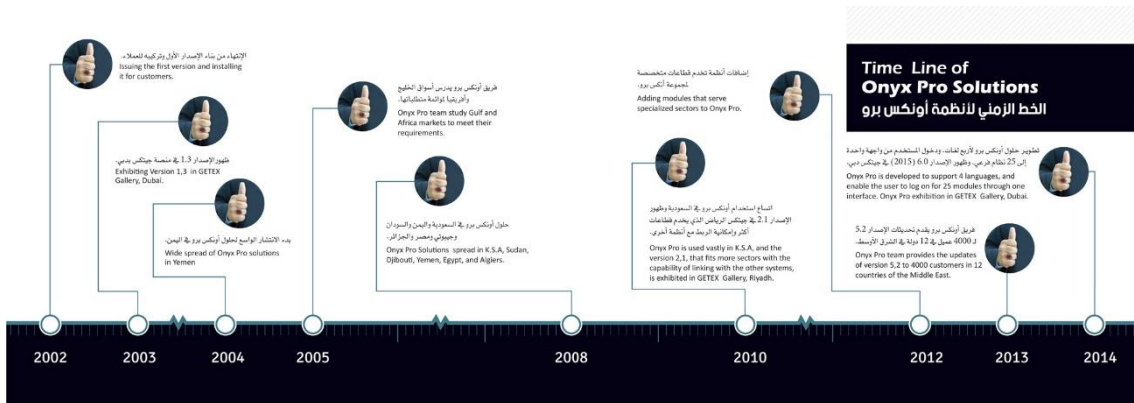 Time Line of
Onyx Pro Solutions
الخط الزمني لأنظمة أونكس برو
الإنتهاء من بناء الإصدار الأول وتركيبه للعملاء.
Issuing the first version and installing
it for customers.
ظهور الإصدار 1.3 في منصة جيتكس بدبي.
Exhibiting Version 1,3 in GETEX
Gallery, Dubai.
بدء الانتشار الواسع لحلول أونكس برو في اليمن.
Wide spread of Onyx Pro solutions
in Yemen
فريق أونكس برو يدرس أسواق الخليج
وأفريقيا لموائمة متطلباتها.
Onyx Pro team study Gulf and
Africa markets to meet their
requirements.
حلول أونكس برو في السعودية واليمن والسودان
وجيبوتي ومصر والجزائر.
Onyx Pro Solutions spread in K.S.A, Sudan,
Djibouti, Yemen, Egypt, and Algiers.
اتساع استخدام أونكس برو في السعودية وظهور
الإصدار 2.1 في جيتكس الرياض الذي يخدم قطاعات
أكثر وإمكانية الربط مع أنظمة أخرى.
Onyx Pro is used vastly in K.S.A, and the
version 2,1, that fits more sectors with the
capability of linking with the other systems,
is exhibited in GETEX Gallery, Riyadh.
إضافات أنظمة تخدم قطاعات متخصصة
لمجموعة أنكس برو.
Adding modules that serve
specialized sectors to Onyx Pro.
فريق أونكس برو يقدم تحديثات الإصدار 5.2
لـ 4000 عميل في 12 دولة في الشرق الأوسط.
Onyx Pro team provides the updates
of version 5,2 to 4000 customers in 12
countries of the Middle East.
تطوير حلول أونكس برو لأربع لغات، ودخول المستخدم من واجهة واحدة
إلى 25 نظام فرعي. وظهور الإصدار 6.0 (2015) في جيتكس دبي.
Onyx Pro is developed to support 4 languages, and
enable the user to log on for 25 modules through one
interface. Onyx Pro exhibition in GETEX Gallery, Dubai.
2002
2003
2004
2005
2008
2010
2012
2013
2014